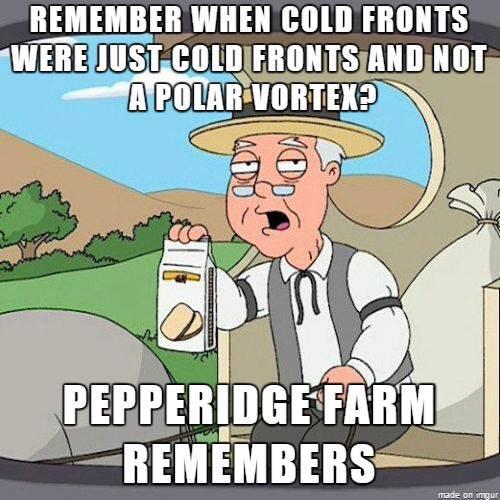 REMEMBER WHEN COLD FRONTS
WERE JUST COLD FRONTS AND NOT
A POLAR VORTEX?
PEPPERIDGE FARM
REMEMBERS
made on imgur